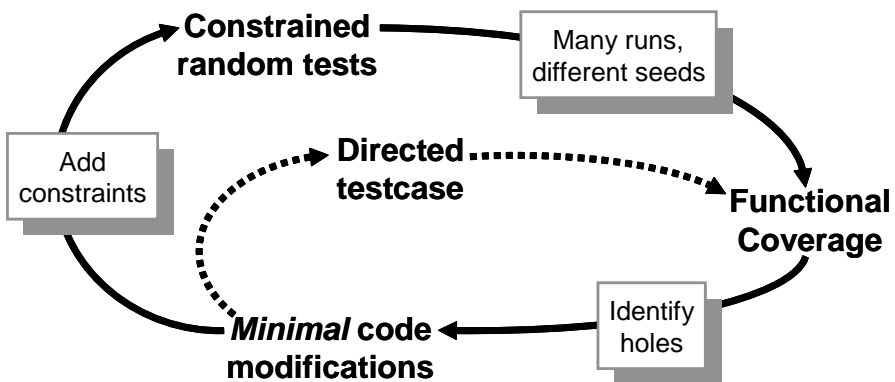 Constrained
random tests
Many runs,
different seeds
Add
constraints
Directed
testcase
Functional
Coverage
Identify
holes
Minimal code
modifications